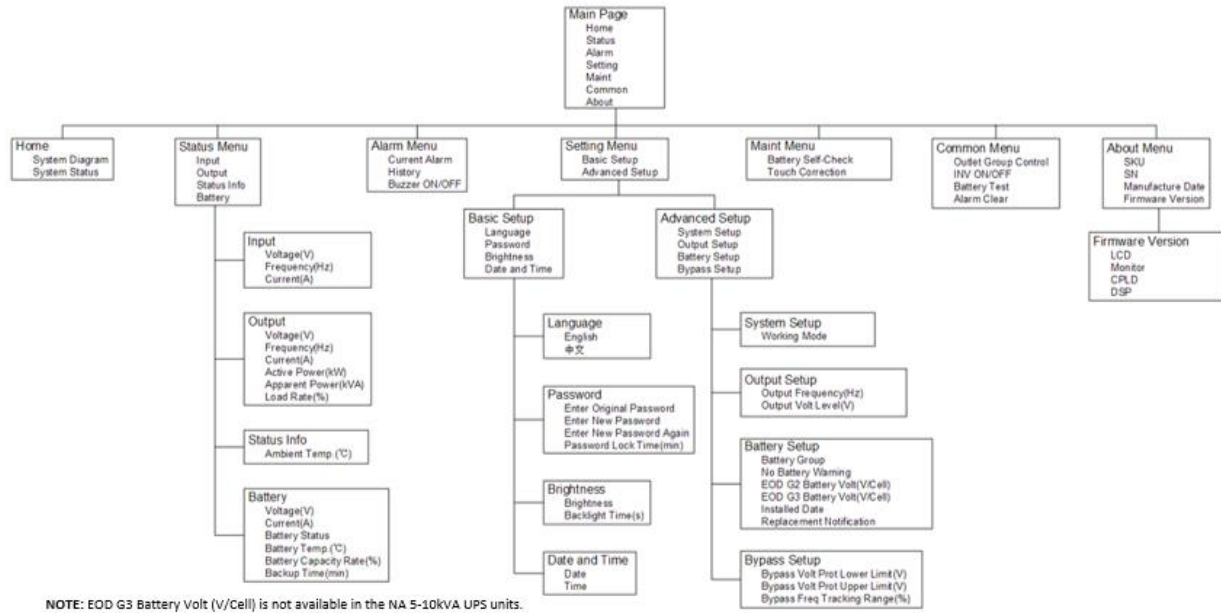 Main Page
Home
Status
Alarm
Setting
Maint
Common
About
Home
System Diagram
System Status
Status Menu
Input
Output
Status Info
Battery
Alarm Menu
Current Alarm
History
Buzzer ON/OFF
Setting Menu
Basic Setup
Advanced Setup
Maint Menu
Battery Self-Check
Touch Correction
Common Menu
Outlet Group Control
INV ON/OFF
Battery Test
Alarm Clear
About Menu
SKU
SN
Manufacture Date
Firmware Version
Input
Voltage(V)
Frequency(Hz)
Current(A)
Output
Voltage(V)
Frequency(Hz)
Current(A)
Active Power(kW)
Apparent Power(kVA)
Load Rate(%)
Status Info
Ambient Temp.(℃)
Battery
Voltage(V)
Current(A)
Battery Status
Battery Temp.(℃)
Battery Capacity Rate(%)
Backup Time(min)
Basic Setup
Language
Password
Brightness
Date and Time
Language
English
中文
Password
Enter Original Password
Enter New Password
Enter New Password Again
Password Lock Time(min)
Brightness
Brightness
Backlight Time(s)
Date and Time
Date
Time
Advanced Setup
System Setup
Output Setup
Battery Setup
Bypass Setup
System Setup
Working Mode
Output Setup
Output Frequency(Hz)
Output Volt Level(V)
Battery Setup
Battery Group
No Battery Warning
EOD G2 Battery Volt(V/Cell)
EOD G3 Battery Volt(V/Cell)
Installed Date
Replacement Notification
Bypass Setup
Bypass Volt Prot Lower Limit(V)
Bypass Volt Prot Upper Limit(V)
Bypass Freq Tracking Range(%)
Firmware Version
LCD
Monitor
CPLD
DSP
NOTE: EOD G3 Battery Volt (V/Cell) is not available in the NA 5-10kVA UPS units.